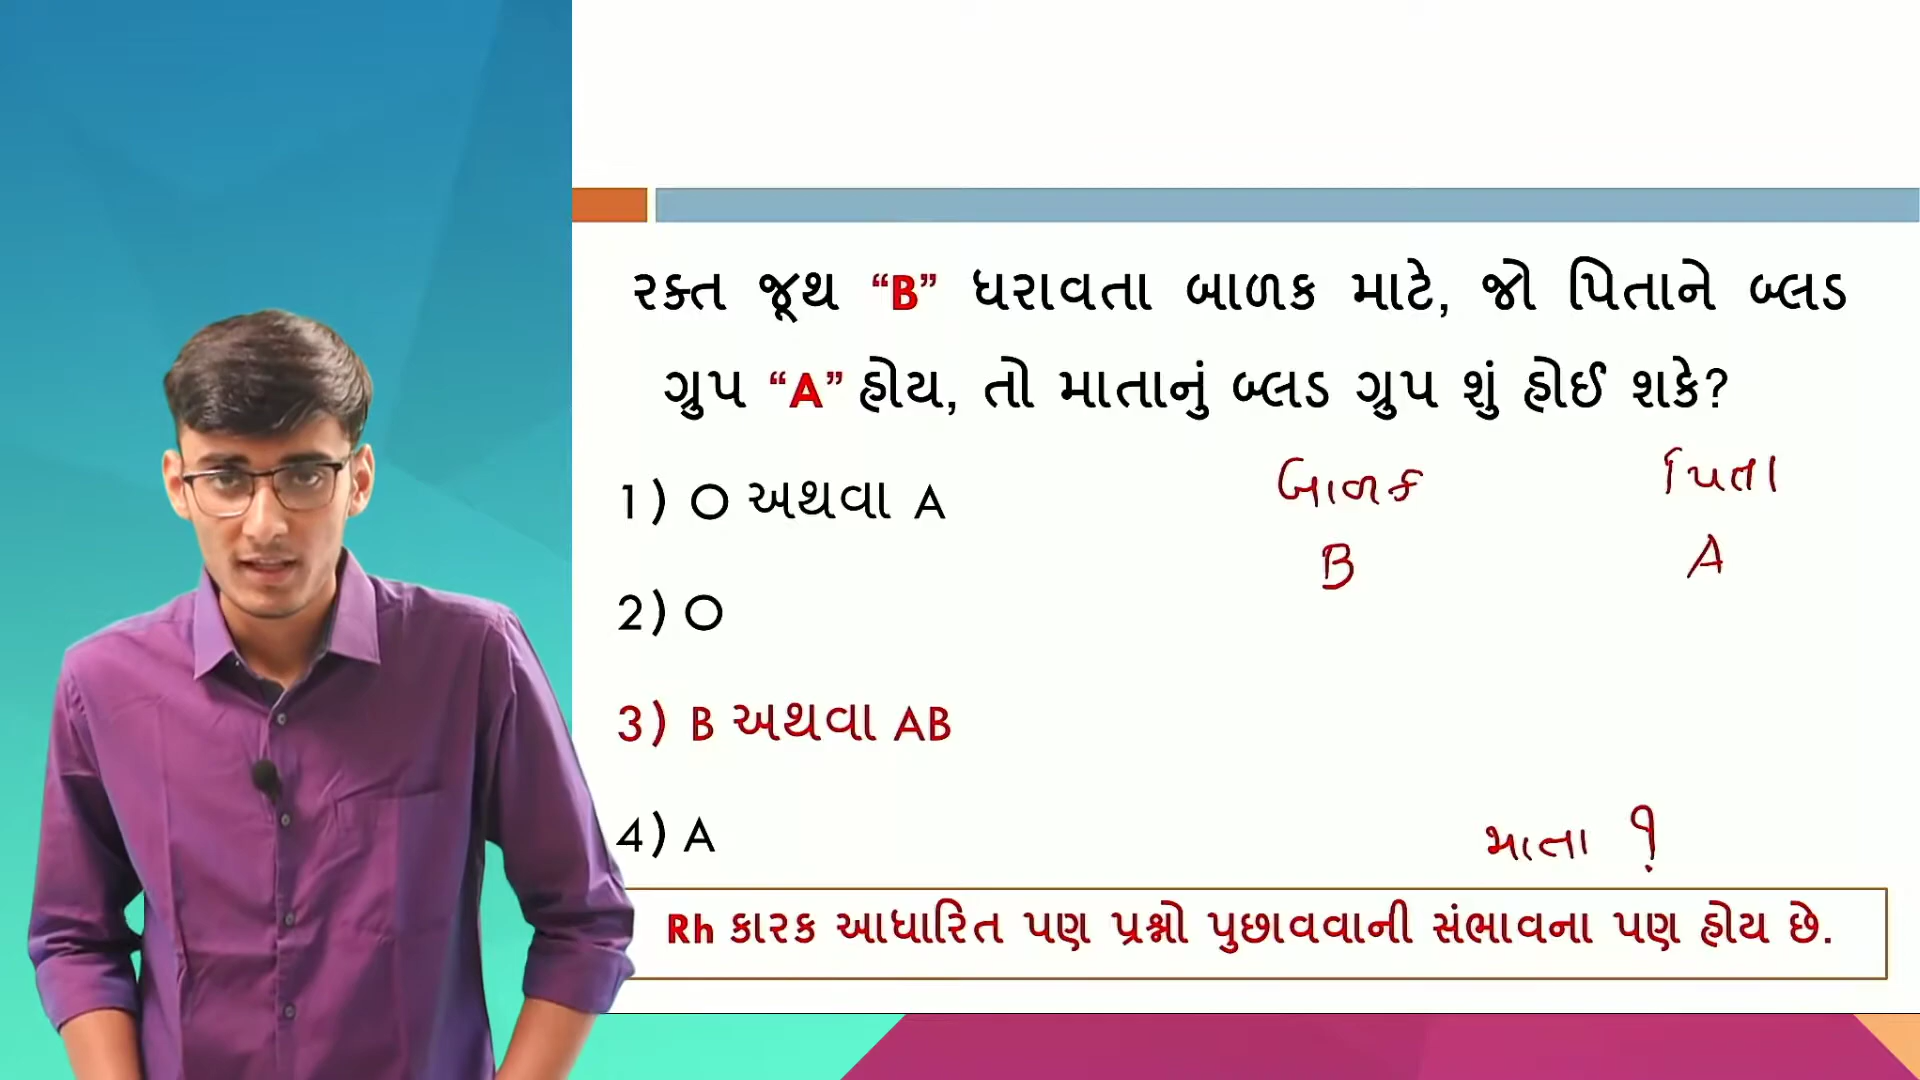 રક્ત જૂથ “B” ધરાવતા બાળક માટે, જો પિતાને બ્લડ
ગ્રુપ “A” હોય, તો માતાનું બ્લડ ગ્રુપ શું હોઈ શકે?
બાળક પિતા
1) O અથવા A
B A
2) O
3) B અથવા AB
4) A
માતા ?
Rh કારક આધારિત પણ પ્રશ્નો પુછાવવાની સંભાવના પણ હોય છે.